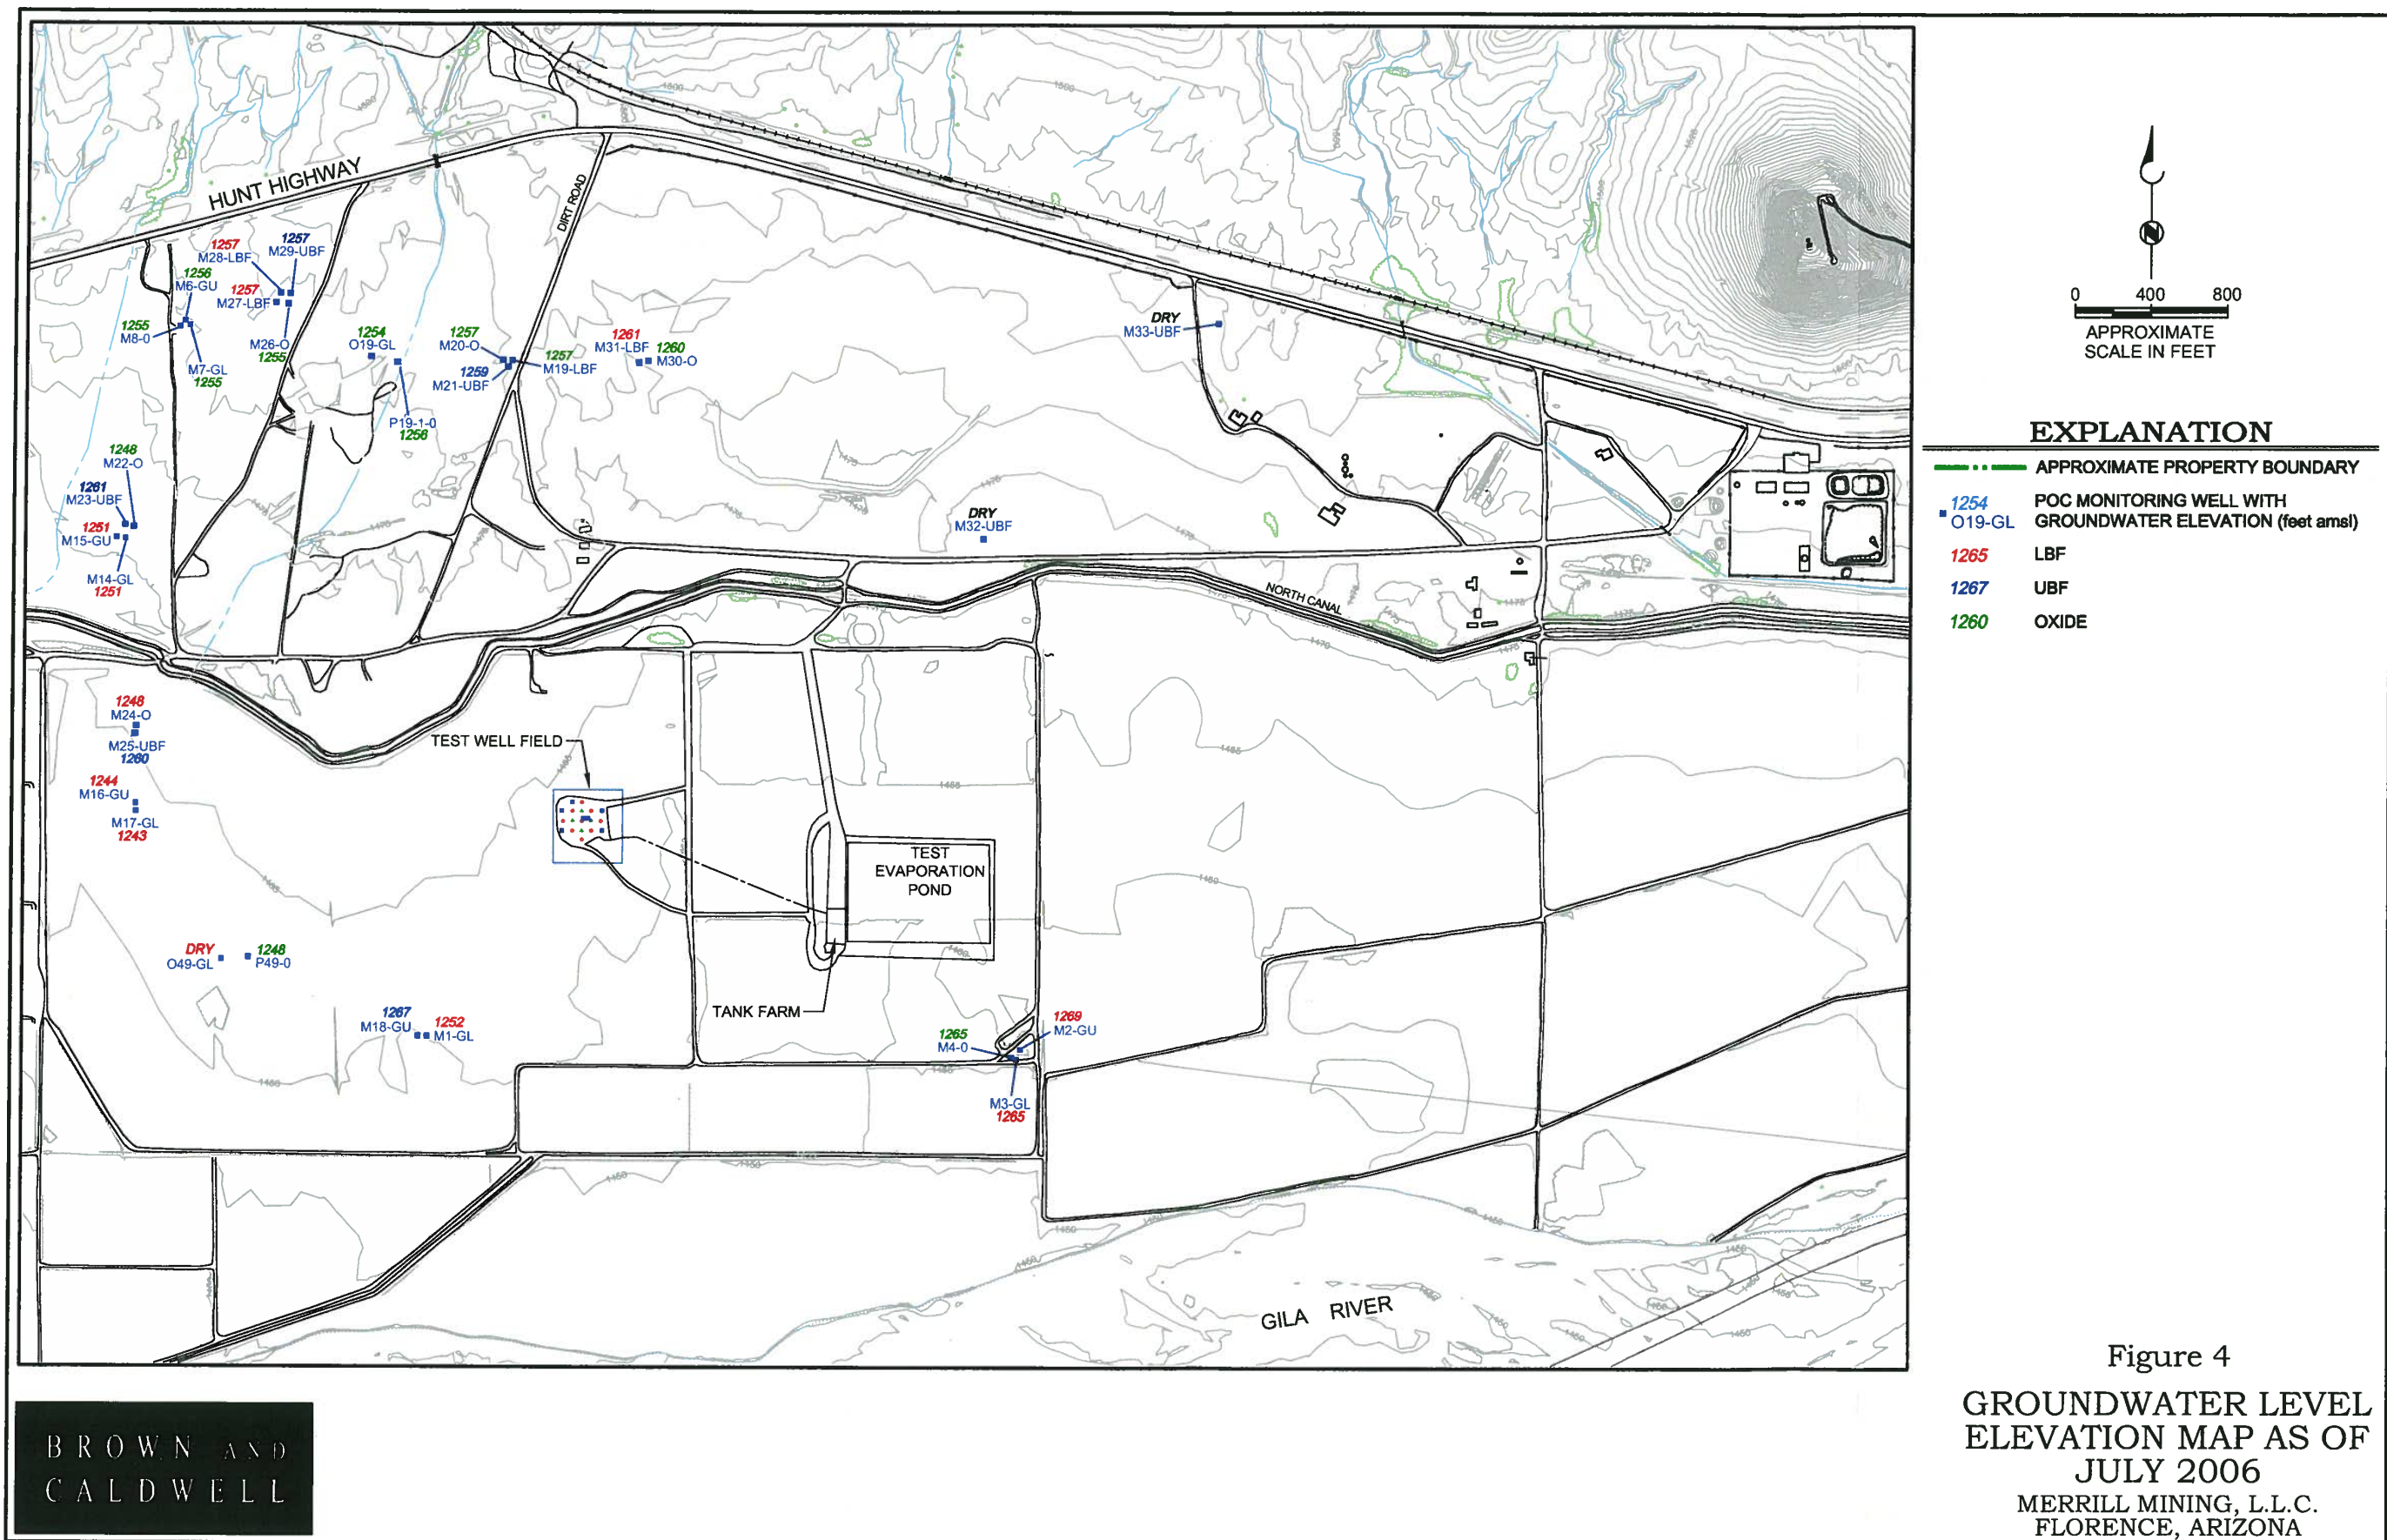 HUNT HIGHWAY
DIRT ROAD
1257
M28-LBF
1257
M29-UBF
1256
M6-GU
1257
M27-LBF
1255
M8-0
M7-GL
1255
M26-O
1255
1254
O19-GL
P19-1-0
1256
1257
M20-O
1259
M21-UBF
1257
M19-LBF
1261
M31-LBF
1260
M30-O
DRY
M33-UBF
1248
M22-O
1261
M23-UBF
1251
M15-GU
M14-GL
1251
DRY
M32-UBF
NORTH CANAL
1248
M24-O
M25-UBF
1260
1244
M16-GU
M17-GL
1243
TEST WELL FIELD
TEST
EVAPORATION
POND
DRY
O49-GL
1248
P49-0
TANK FARM
1267
M18-GU
1252
M1-GL
1265
M4-0
1269
M2-GU
M3-GL
1265
GILA RIVER
0 400 800
APPROXIMATE
SCALE IN FEET
EXPLANATION
APPROXIMATE PROPERTY BOUNDARY
1254 POC MONITORING WELL WITH
O19-GL GROUNDWATER ELEVATION (feet amsl)
1265 LBF
1267 UBF
1260 OXIDE
Figure 4
GROUNDWATER LEVEL
ELEVATION MAP AS OF
JULY 2006
MERRILL MINING, L.L.C.
FLORENCE, ARIZONA
BROWN AND
CALDWELL